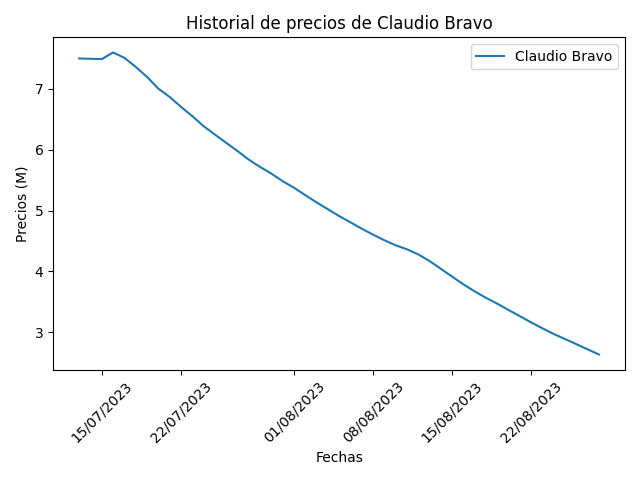 Historial de precios de Claudio Bravo
Claudio Bravo
Precios (M)
7
6
5
4
3
15/07/2023
22/07/2023
01/08/2023
08/08/2023
15/08/2023
22/08/2023
Fechas